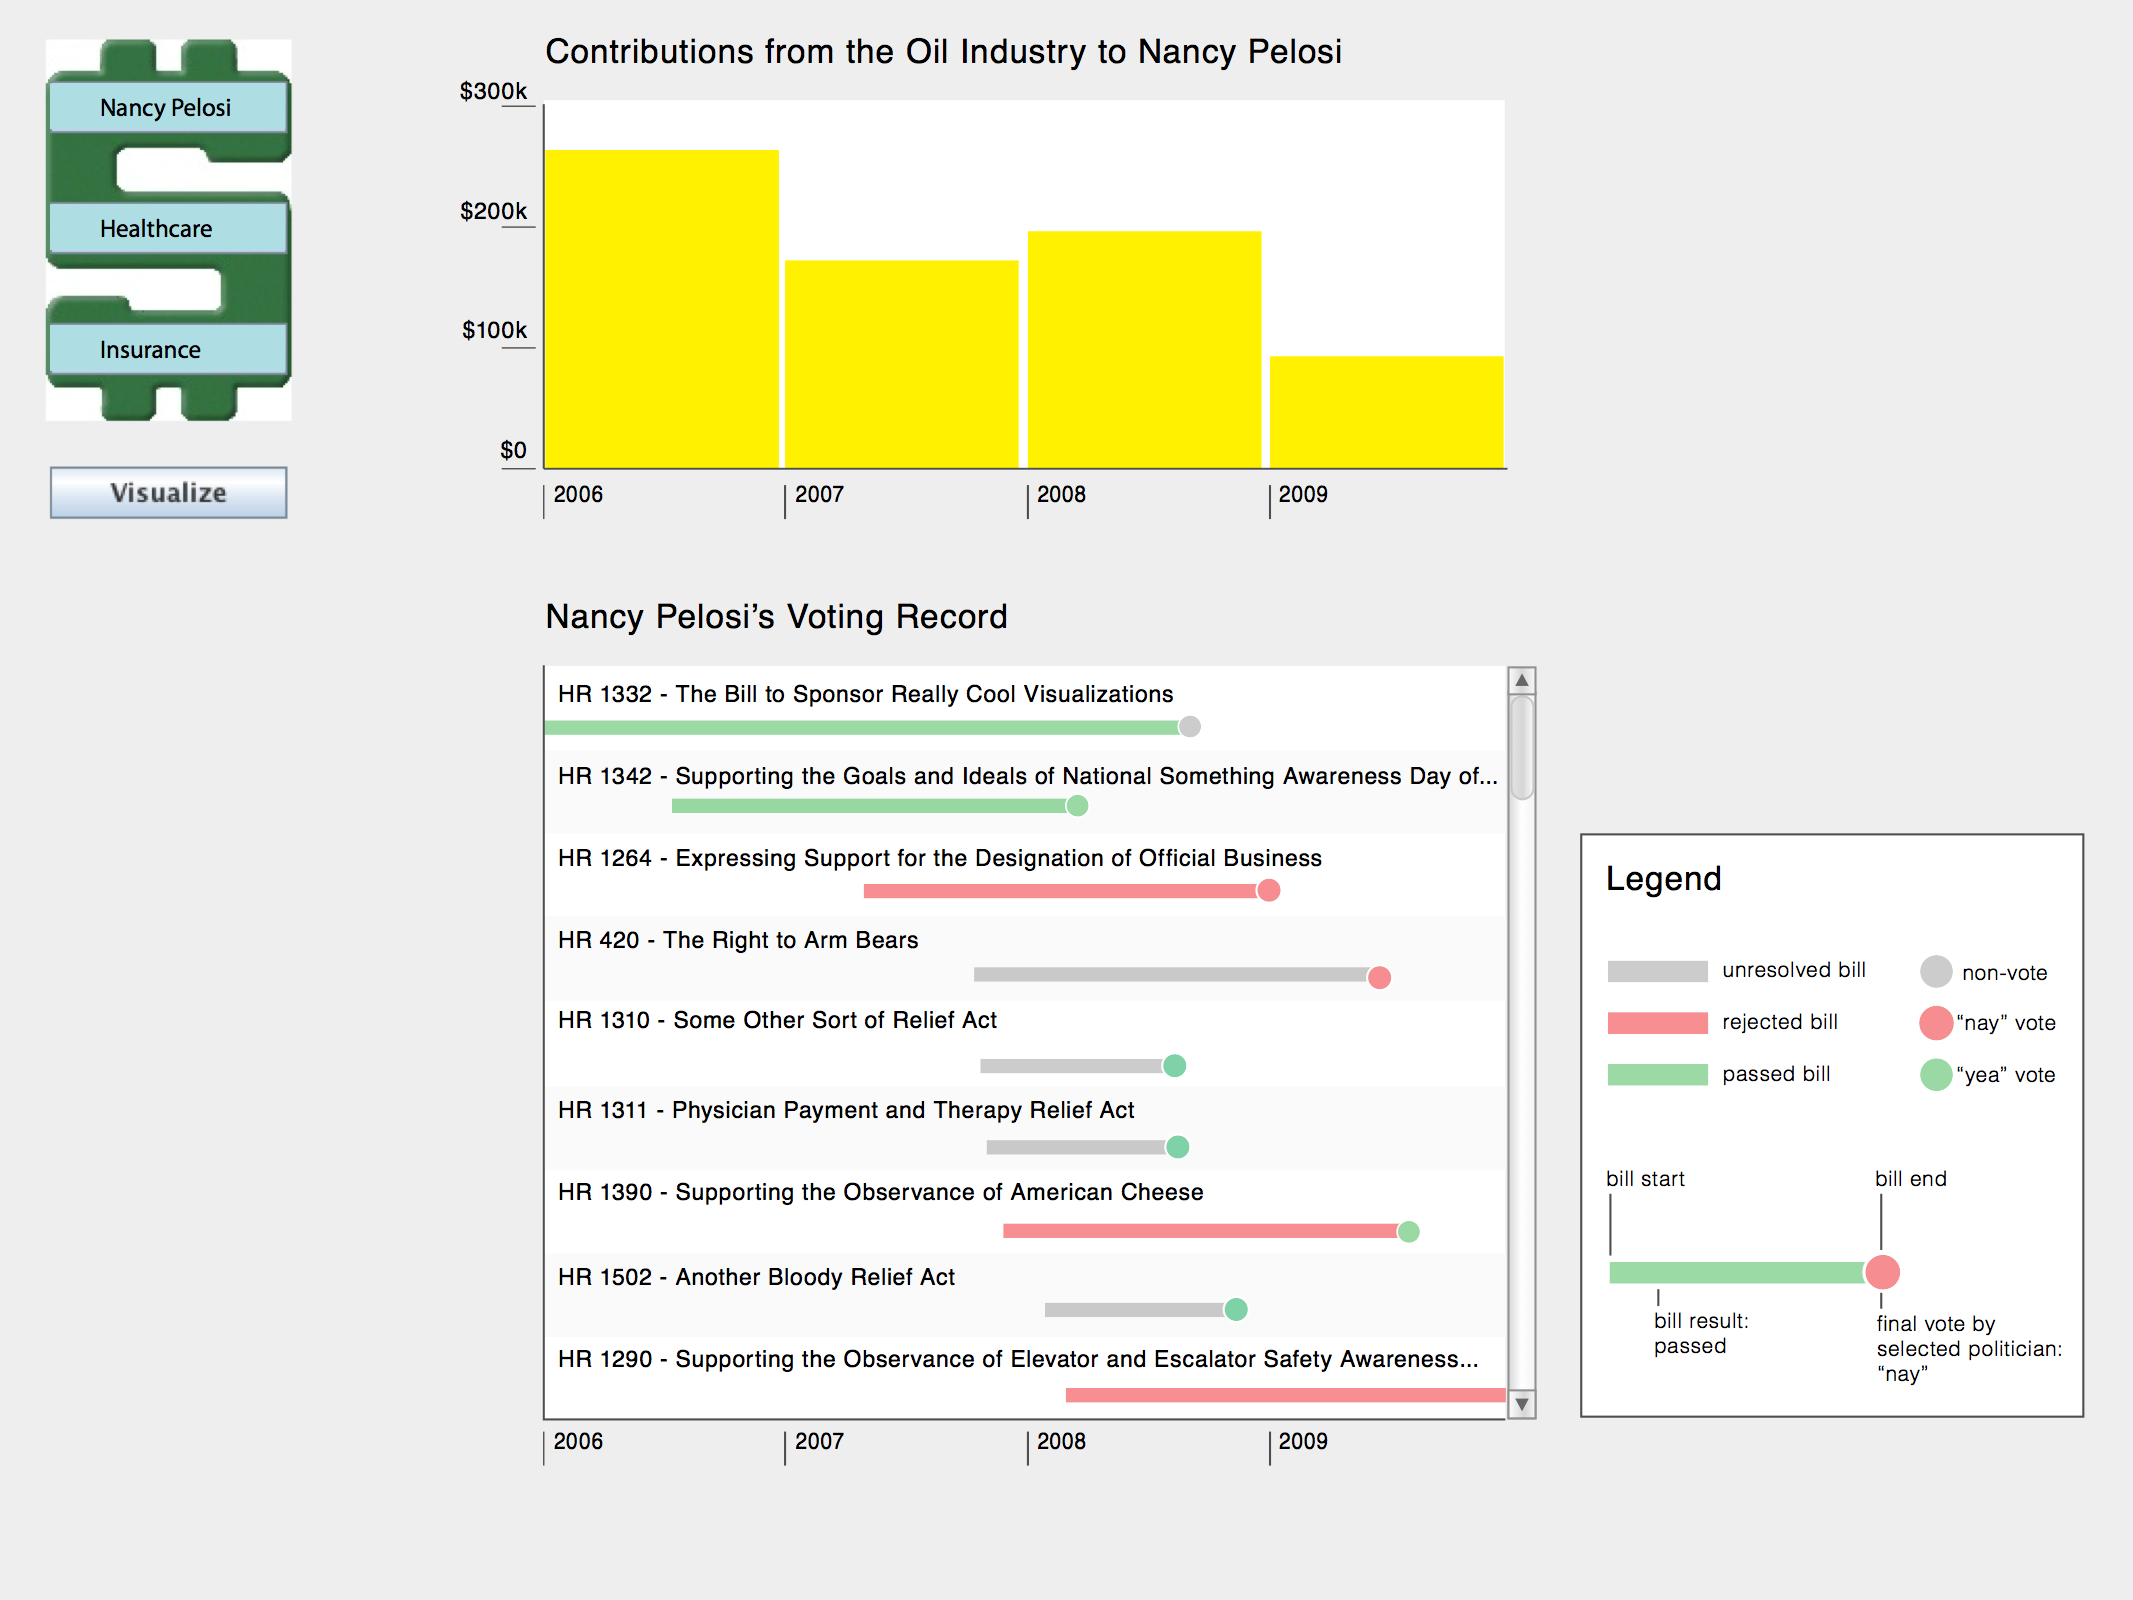 Nancy Pelosi
Healthcare
Insurance
Visualize
Contributions from the Oil Industry to Nancy Pelosi
$300k
$200k
$100k
$0
2006 2007 2008 2009
Nancy Pelosi’s Voting Record
HR 1332 - The Bill to Sponsor Really Cool Visualizations
HR 1342 - Supporting the Goals and Ideals of National Something Awareness Day of...
HR 1264 - Expressing Support for the Designation of Official Business
HR 420 - The Right to Arm Bears
HR 1310 - Some Other Sort of Relief Act
HR 1311 - Physician Payment and Therapy Relief Act
HR 1390 - Supporting the Observance of American Cheese
HR 1502 - Another Bloody Relief Act
HR 1290 - Supporting the Observance of Elevator and Escalator Safety Awareness...
2006 2007 2008 2009
Legend
unresolved bill
rejected bill
passed bill
non-vote
“nay” vote
“yea” vote
bill start
bill end
bill result:
passed
final vote by
selected politician:
“nay”